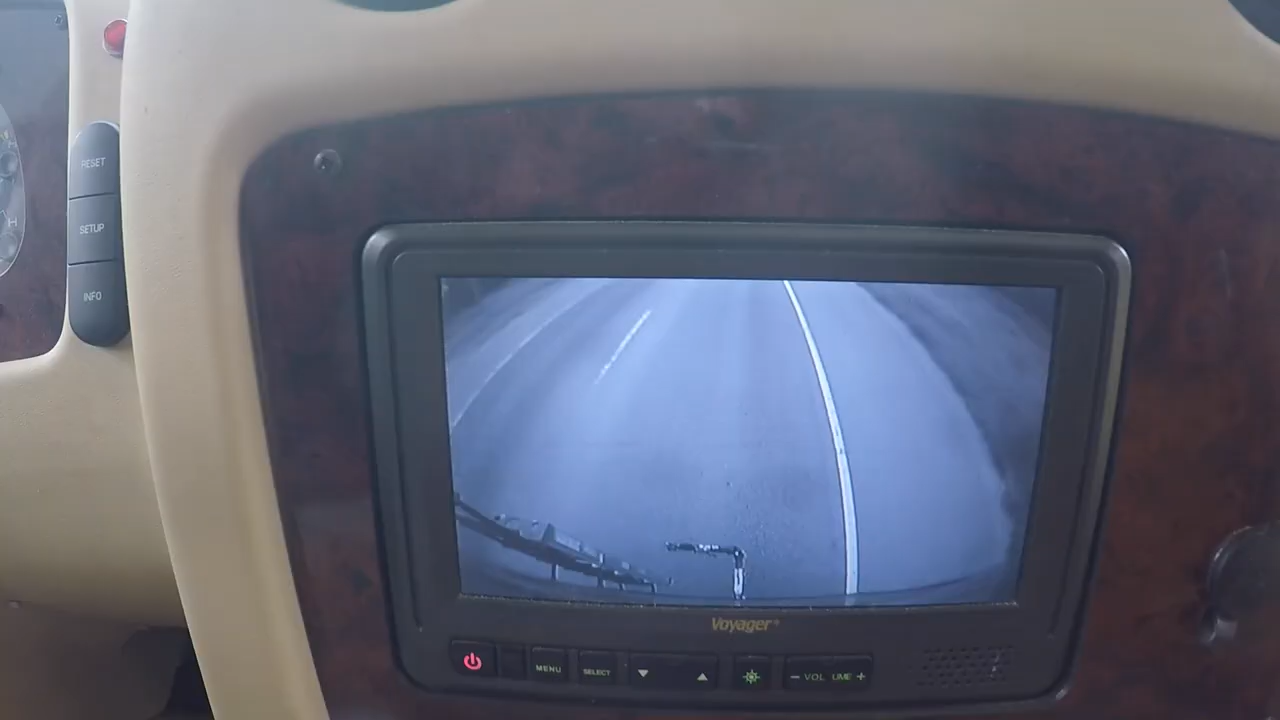 RESET
SETUP
INFO
Voyager
MENU
SELECT
− VOL UME +